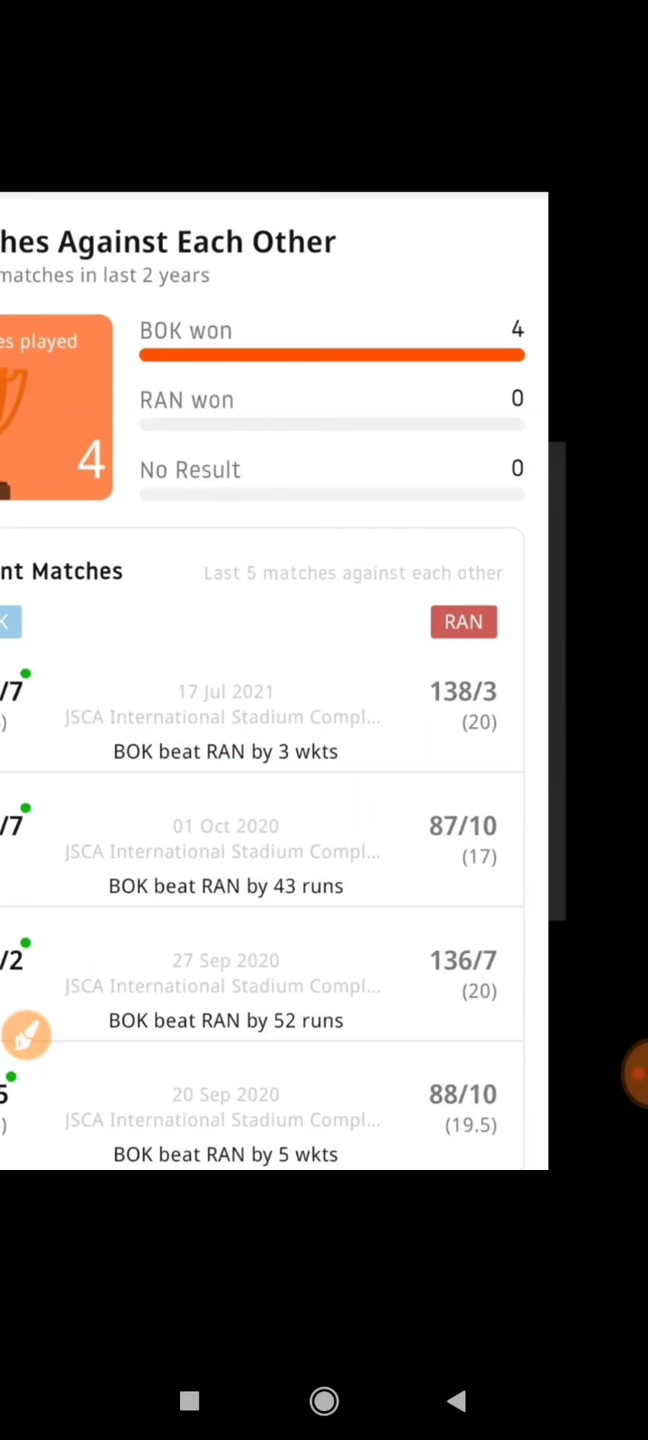 hes Against Each Other
matches in last 2 years
es played
4
BOK won 4
RAN won 0
No Result 0
nt Matches Last 5 matches against each other
K RAN
/7 17 Jul 2021 138/3
) JSCA International Stadium Compl... (20)
BOK beat RAN by 3 wkts
/7 01 Oct 2020 87/10
JSCA International Stadium Compl... (17)
BOK beat RAN by 43 runs
/2 27 Sep 2020 136/7
JSCA International Stadium Compl... (20)
BOK beat RAN by 52 runs
5 20 Sep 2020 88/10
) JSCA International Stadium Compl... (19.5)
BOK beat RAN by 5 wkts